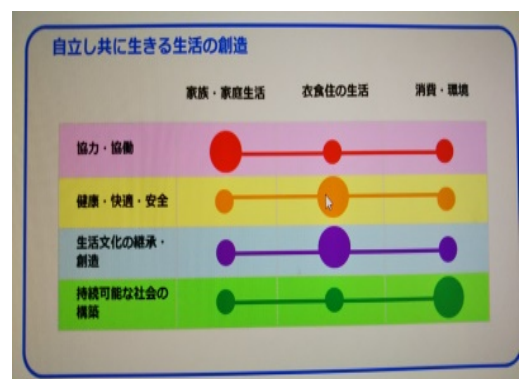 自立し共に生きる生活の創造
家族・家庭生活 衣食住の生活 消費・環境
協力・協働
健康・快適・安全
生活文化の継承・
創造
持続可能な社会の
構築